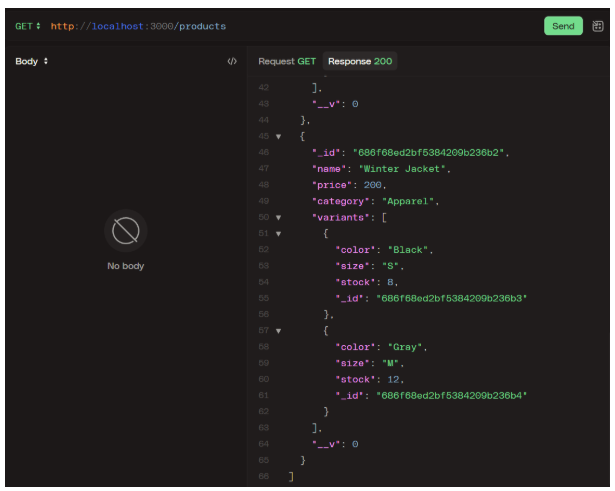 GET http://localhost:3000/products Send
Body </> Request GET Response 200
No body
42 ],
43 "__v": 0
44 },
45 {
46 "_id": "686f68ed2bf5384209b236b2",
47 "name": "Winter Jacket",
48 "price": 200,
49 "category": "Apparel",
50 "variants": [
51 {
52 "color": "Black",
53 "size": "S",
54 "stock": 8,
55 "_id": "686f68ed2bf5384209b236b3"
56 },
57 {
58 "color": "Gray",
59 "size": "M",
60 "stock": 12,
61 "_id": "686f68ed2bf5384209b236b4"
62 }
63 ],
64 "__v": 0
65 }
66 ]